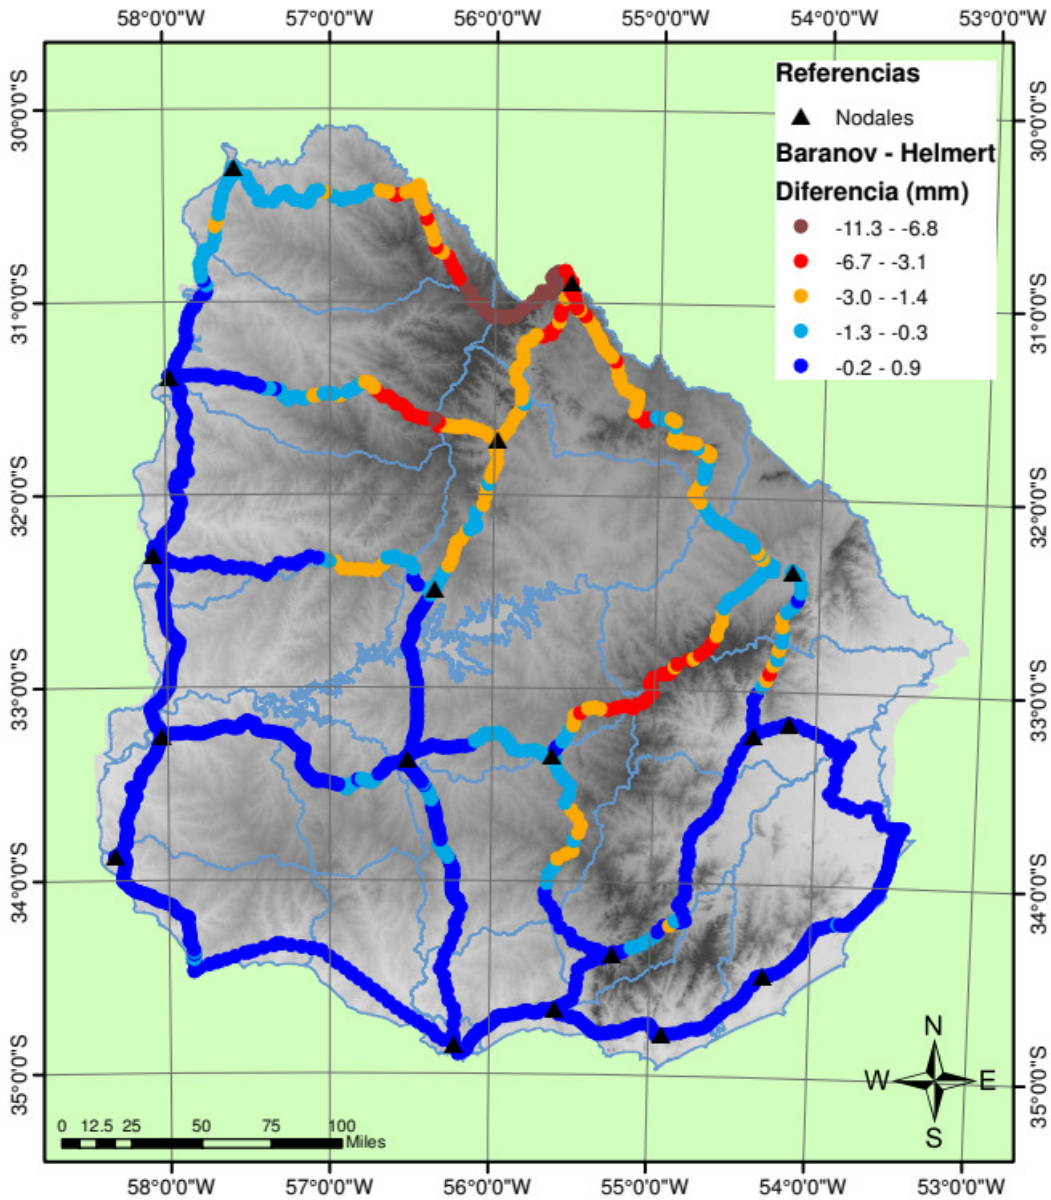 58°0'0"W 57°0'0"W 56°0'0"W 55°0'0"W 54°0'0"W 53°0'0"W
30°0'0"S
31°0'0"S
32°0'0"S
33°0'0"S
34°0'0"S
35°0'0"S
Referencias
Nodales
Baranov - Helmert
Diferencia (mm)
-11.3 - -6.8
-6.7 - -3.1
-3.0 - -1.4
-1.3 - -0.3
-0.2 - 0.9
30°0'0"S
31°0'0"S
32°0'0"S
33°0'0"S
34°0'0"S
35°0'0"S
N
W E
S
0 12.5 25 50 75 100
Miles
58°0'0"W 57°0'0"W 56°0'0"W 55°0'0"W 54°0'0"W 53°0'0"W